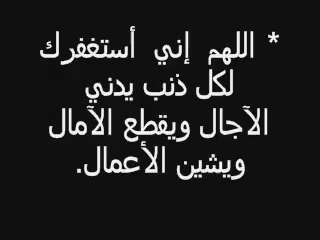 * اللهم إني أستغفرك
لكل ذنب يدني
الآجال ويقطع الآمال
ويشين الأعمال.